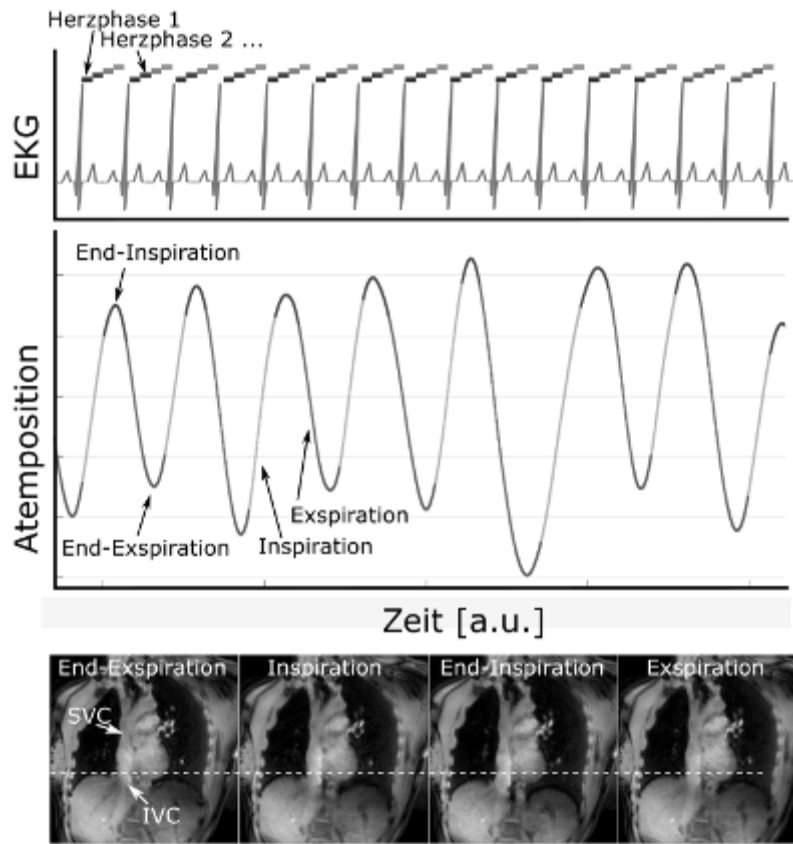 Herzphase 1
Herzphase 2 ...
EKG
End-Inspiration
Atemposition
Exspiration
End-Exspiration
Inspiration
Zeit [a.u.]
End-Exspiration Inspiration End-Inspiration Exspiration
SVC
IVC